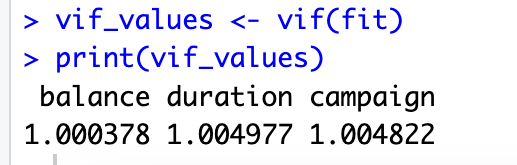 > vif_values <- vif(fit)
> print(vif_values)
balance duration campaign
1.000378 1.004977 1.004822